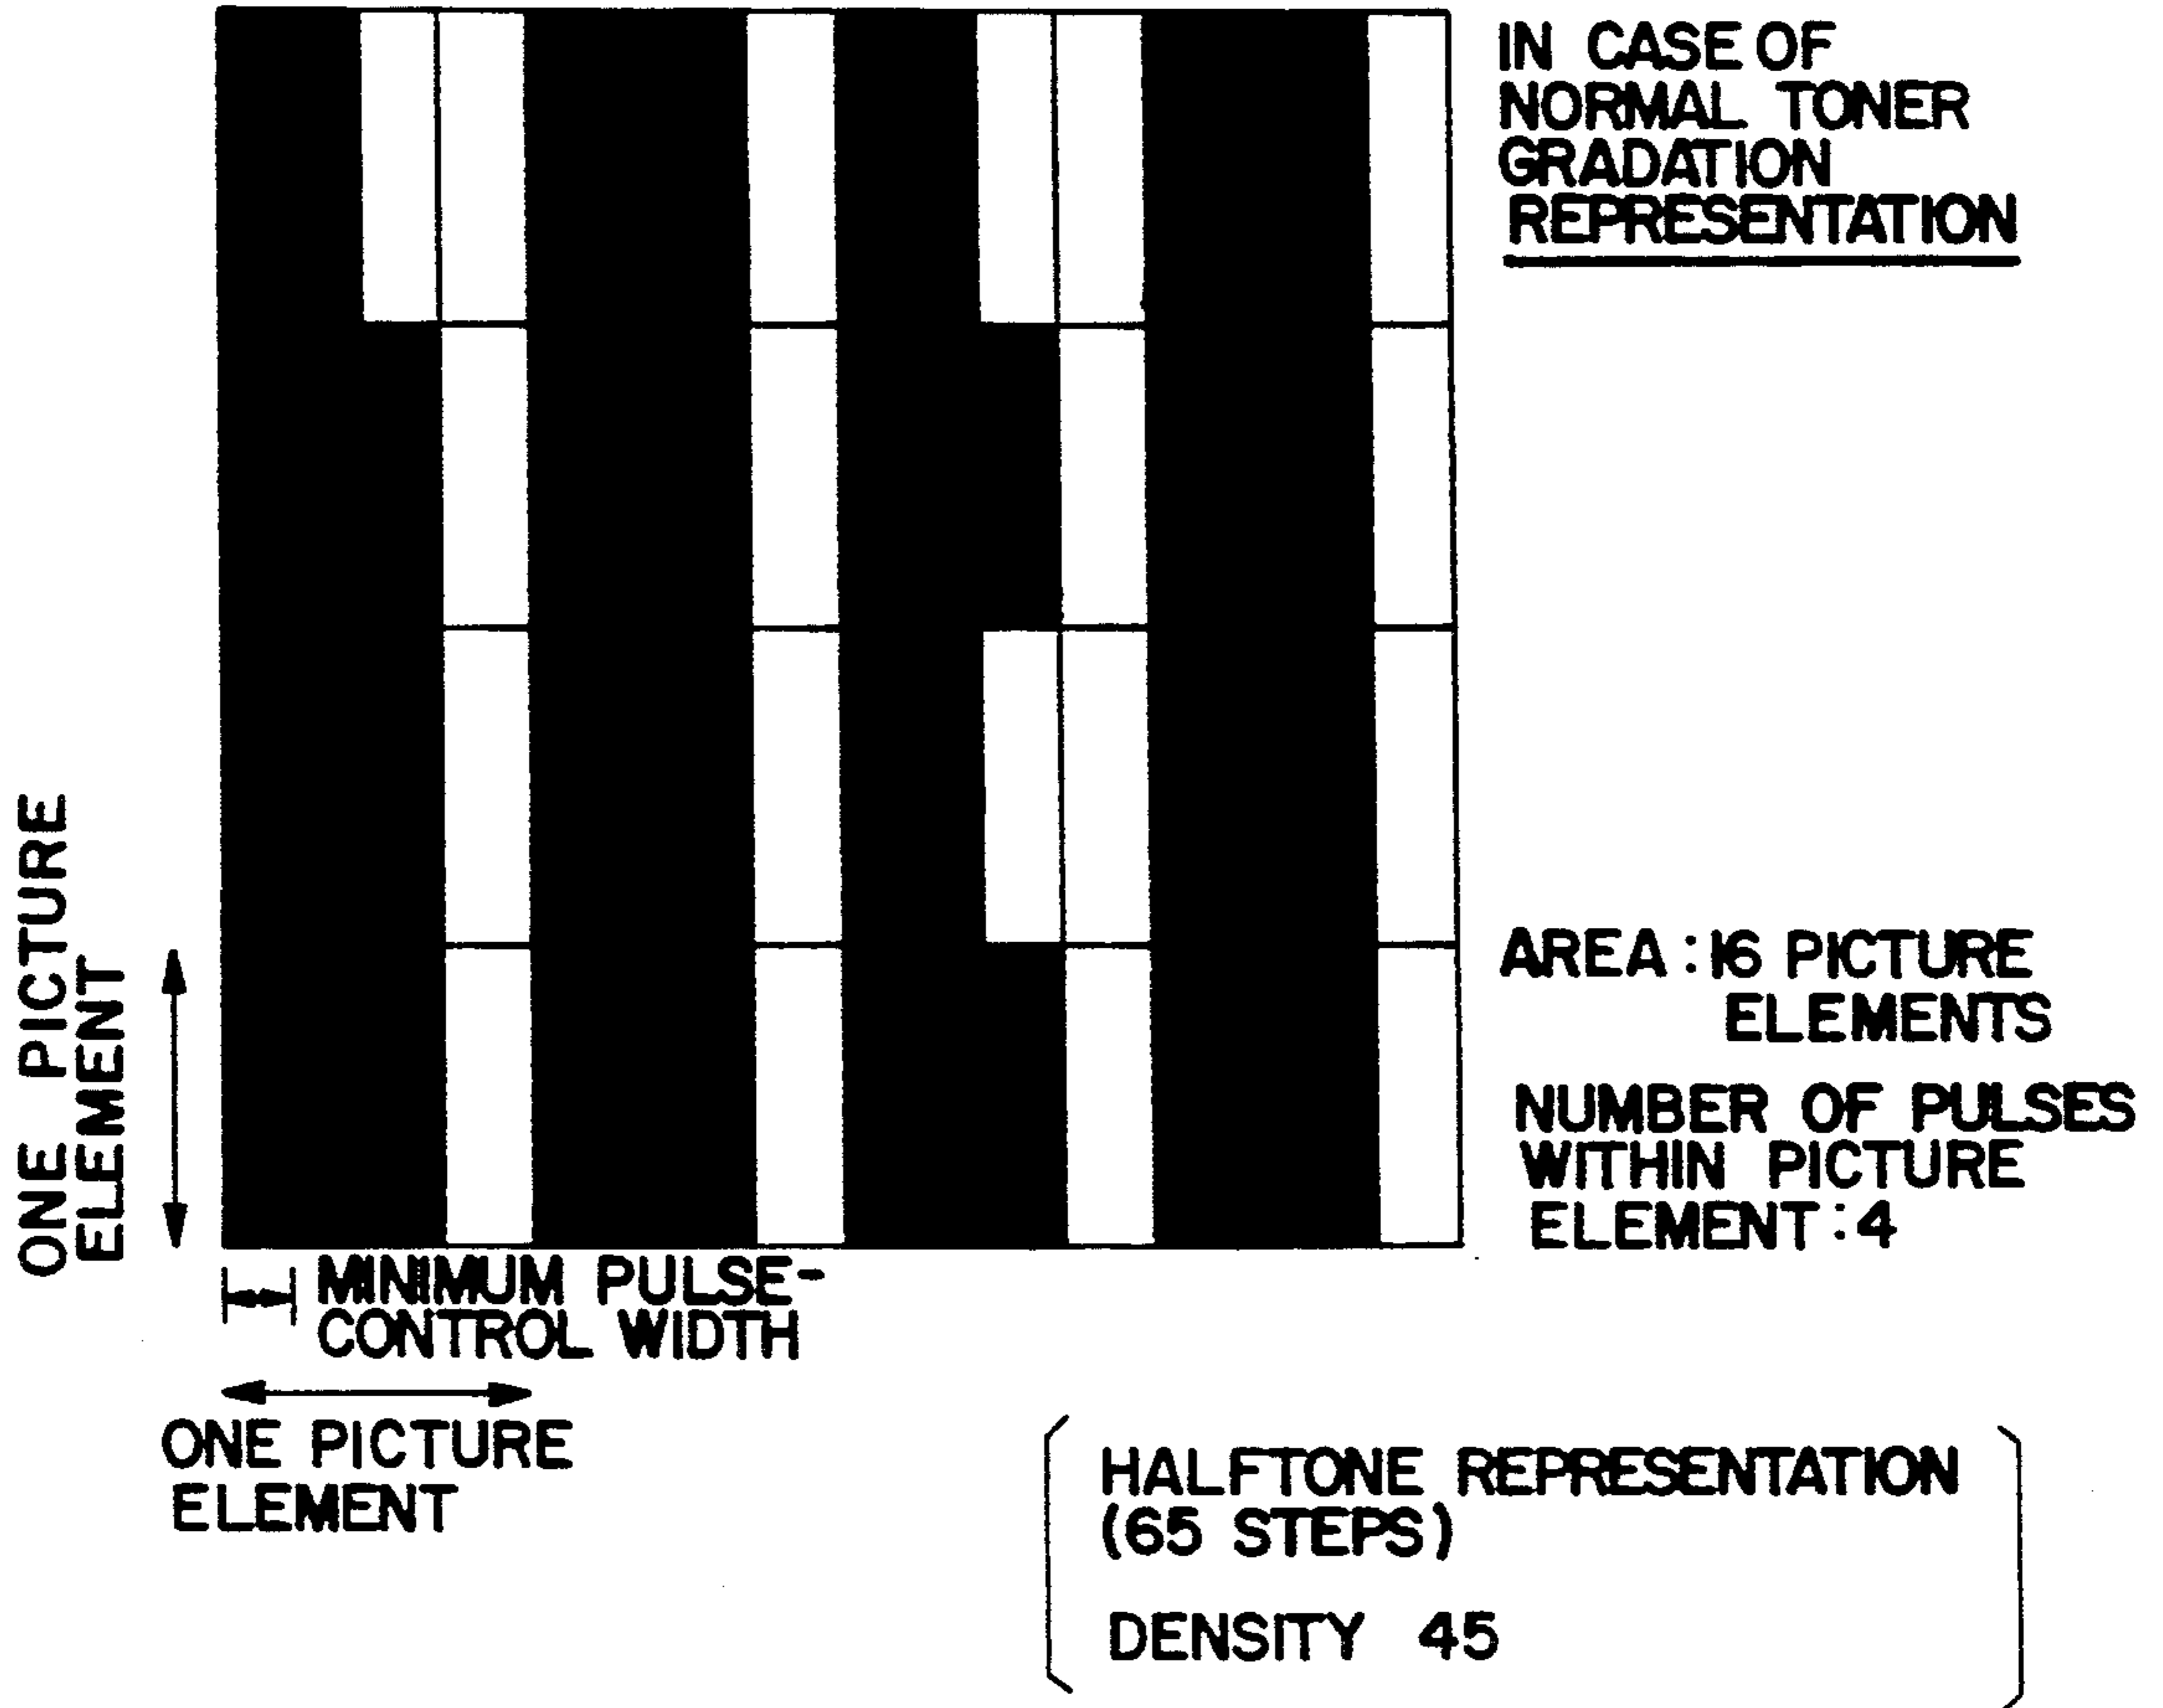 IN CASE OF
NORMAL TONER
GRADATION
REPRESENTATION
ONE PICTURE
ELEMENT
AREA : 16 PICTURE
ELEMENTS
NUMBER OF PULSES
WITHIN PICTURE
ELEMENT : 4
MINIMUM PULSE-
CONTROL WIDTH
ONE PICTURE
ELEMENT
HALFTONE REPRESENTATION
(65 STEPS)
DENSITY 45